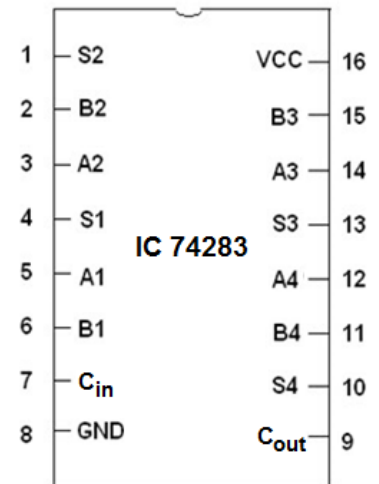 1 S2 VCC 16
2 B2 B3 15
3 A2 A3 14
4 S1 S3 13
IC 74283
5 A1 A4 12
6 B1 B4 11
7 Cin S4 10
8 GND Cout 9